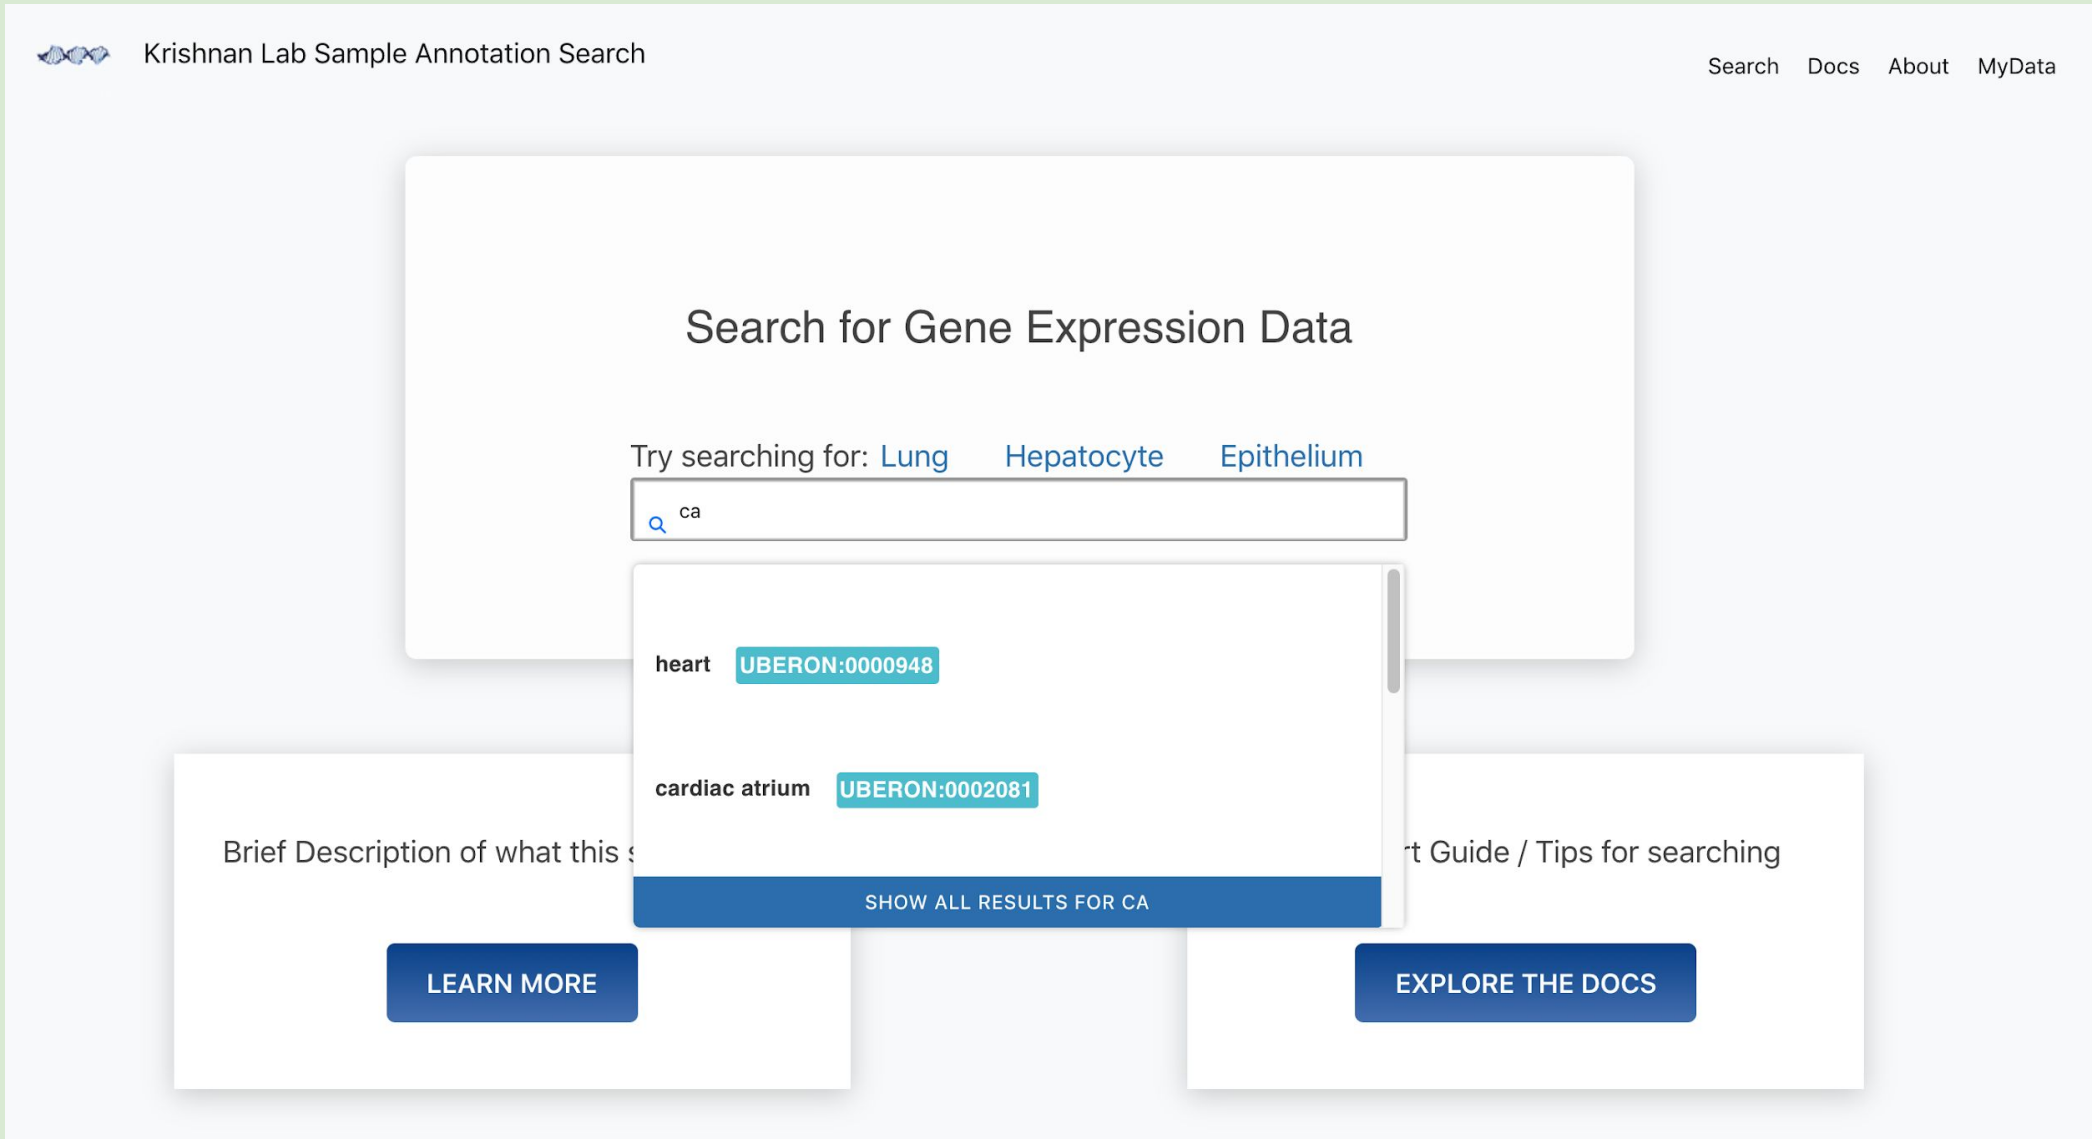 Krishnan Lab Sample Annotation Search
Search Docs About MyData
Search for Gene Expression Data
Try searching for: Lung Hepatocyte Epithelium
ca
heart UBERON:0000948
cardiac atrium UBERON:0002081
SHOW ALL RESULTS FOR CA
Brief Description of what this
Guide / Tips for searching
LEARN MORE
EXPLORE THE DOCS